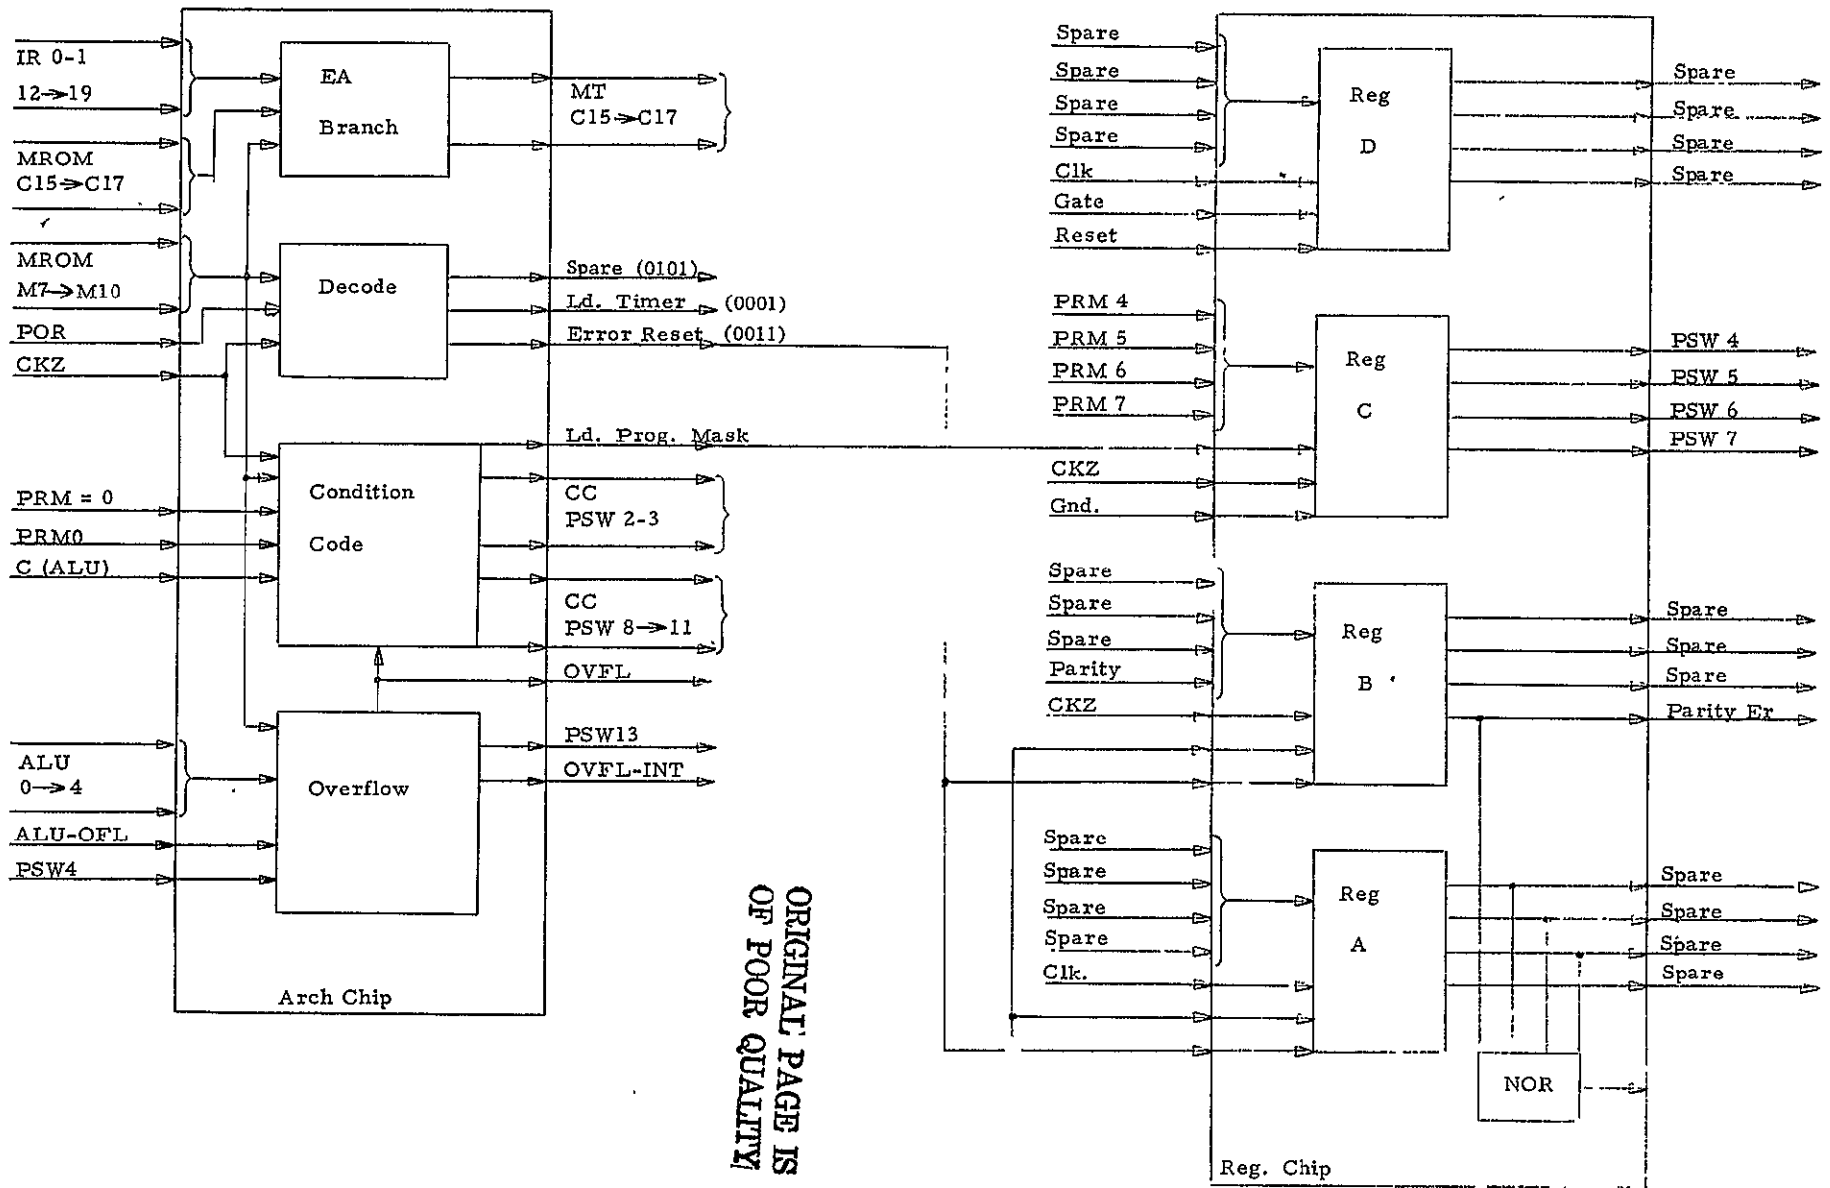 IR 0-1
12→19
MROM
C15→C17
MROM
M7→M10
POR
CKZ
PRM = 0
PRM0
C (ALU)
ALU
0→4
ALU-OFL
PSW4
EA
Branch
Decode
Condition
Code
Overflow
Arch Chip
MT
C15→C17
Spare (0101)
Ld. Timer (0001)
Error Reset (0011)
Ld. Prog. Mask
CC
PSW 2-3
CC
PSW 8→11
OVFL
PSW13
OVFL-INT
ORIGINAL PAGE IS
OF POOR QUALITY
Spare
Spare
Spare
Spare
Clk
Gate
Reset
Reg
D
Spare
Spare
Spare
Spare
PRM 4
PRM 5
PRM 6
PRM 7
CKZ
Gnd.
Reg
C
PSW 4
PSW 5
PSW 6
PSW 7
Spare
Spare
Spare
Parity
CKZ
Reg
B
Spare
Spare
Spare
Parity Er
Spare
Spare
Spare
Spare
Clk.
Reg
A
Spare
Spare
Spare
Spare
NOR
Reg. Chip